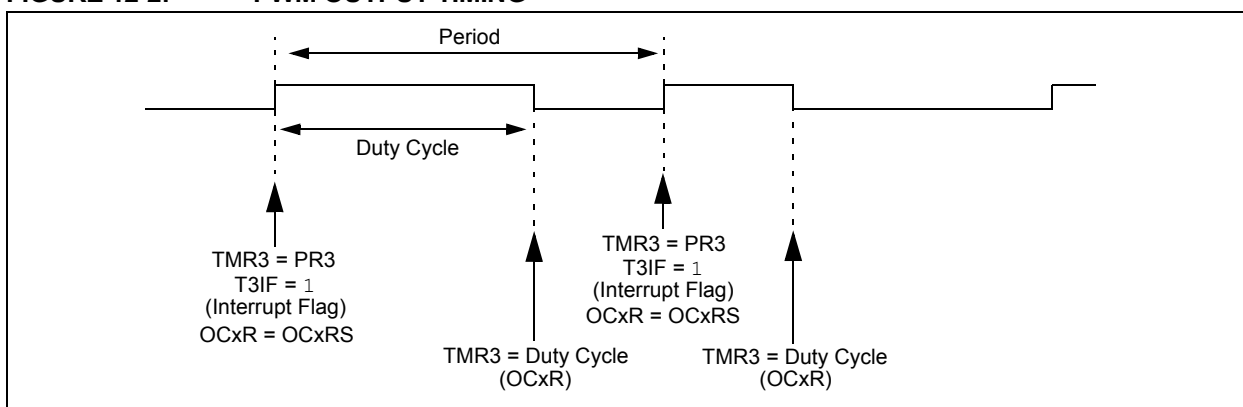 Period
Duty Cycle
TMR3 = PR3
T3IF = 1
(Interrupt Flag)
OCxR = OCxRS
TMR3 = Duty Cycle
(OCxR)
TMR3 = PR3
T3IF = 1
(Interrupt Flag)
OCxR = OCxRS
TMR3 = Duty Cycle
(OCxR)